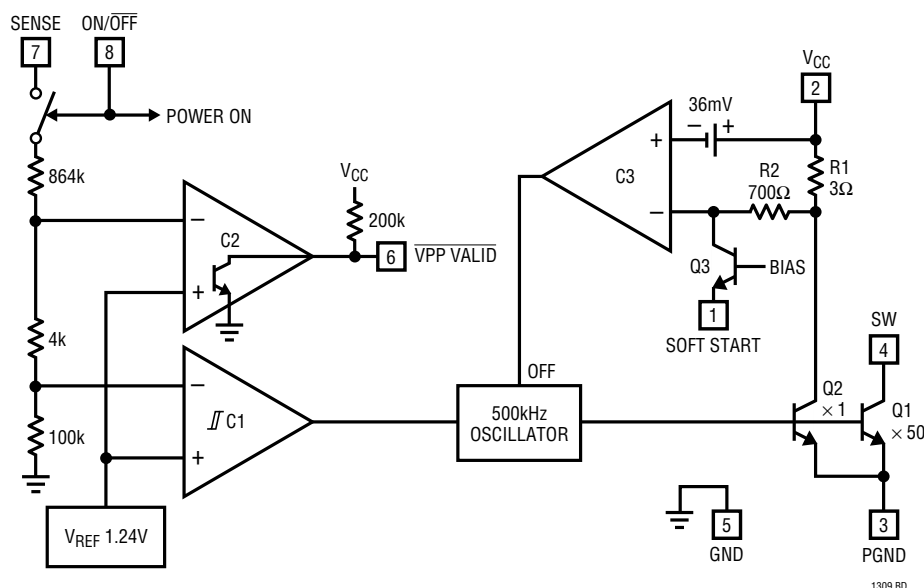 SENSE
ON/OFF
7
8
POWER ON
864k
4k
100k
VREF 1.24V
VCC
200k
C2
−
+
6
VPP VALID
C1
−
+
500kHz
OSCILLATOR
OFF
C3
+
−
36mV
− +
VCC
2
R1
3Ω
R2
700Ω
Q3
BIAS
1
SOFT START
SW
4
Q2
× 1
Q1
× 50
5
GND
3
PGND
1309 BD